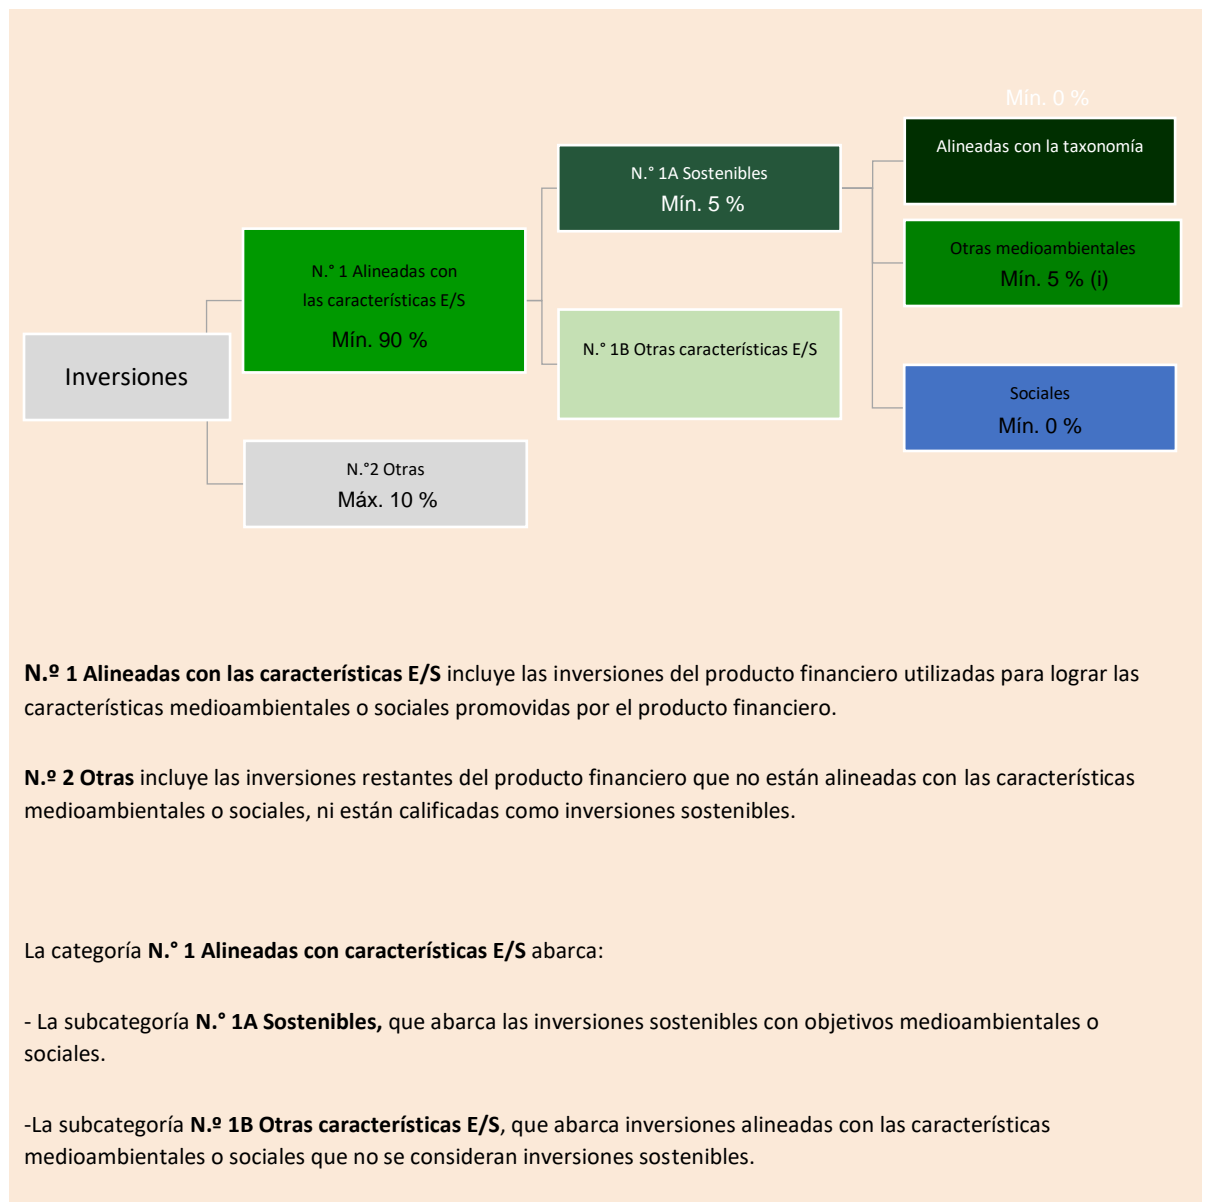 Mín. 0 %
Alineadas con la taxonomía
N.° 1A Sostenibles
Mín. 5 %
Otras medioambientales
Mín. 5 % (i)
N.° 1 Alineadas con
las características E/S
Mín. 90 %
N.° 1B Otras características E/S
Inversiones
Sociales
Mín. 0 %
N.°2 Otras
Máx. 10 %
N.º 1 Alineadas con las características E/S incluye las inversiones del producto financiero utilizadas para lograr las
características medioambientales o sociales promovidas por el producto financiero.
N.º 2 Otras incluye las inversiones restantes del producto financiero que no están alineadas con las características
medioambientales o sociales, ni están calificadas como inversiones sostenibles.
La categoría N.° 1 Alineadas con características E/S abarca:
- La subcategoría N.° 1A Sostenibles, que abarca las inversiones sostenibles con objetivos medioambientales o
sociales.
-La subcategoría N.º 1B Otras características E/S, que abarca inversiones alineadas con las características
medioambientales o sociales que no se consideran inversiones sostenibles.